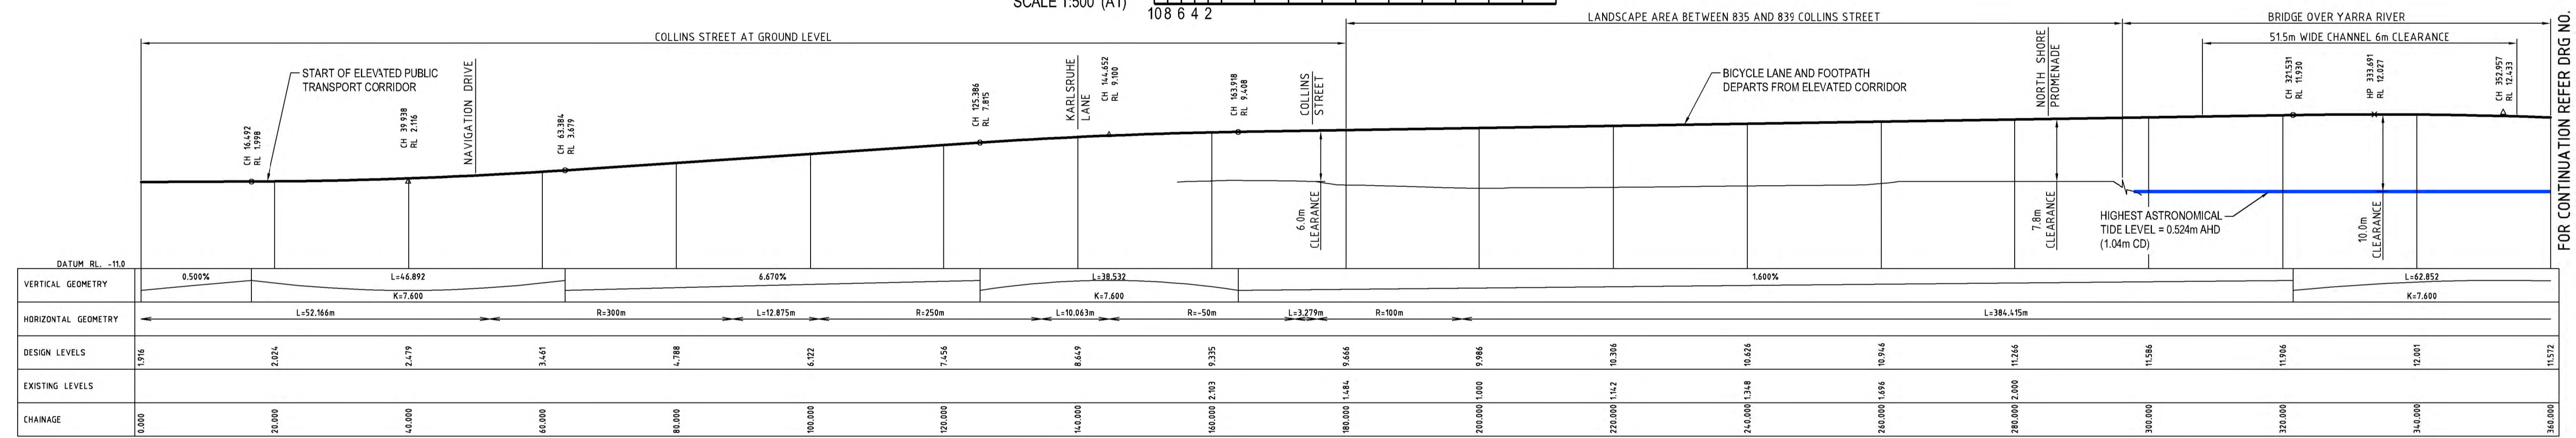 SCALE 1:500 (A1)
10 8 6 4 2
COLLINS STREET AT GROUND LEVEL
LANDSCAPE AREA BETWEEN 835 AND 839 COLLINS STREET
BRIDGE OVER YARRA RIVER
51.5m WIDE CHANNEL 6m CLEARANCE
START OF ELEVATED PUBLIC
TRANSPORT CORRIDOR
CH 16.492
RL 1.998
CH 39.938
RL 2.116
NAVIGATION DRIVE
CH 63.384
RL 3.679
CH 125.386
RL 7.815
KARLSRUHE
LANE
CH 144.652
RL 9.100
CH 163.918
RL 9.408
COLLINS
STREET
6.0m
CLEARANCE
BICYCLE LANE AND FOOTPATH
DEPARTS FROM ELEVATED CORRIDOR
NORTH SHORE
PROMENADE
7.8m
CLEARANCE
HIGHEST ASTRONOMICAL
TIDE LEVEL = 0.524m AHD
(1.04m CD)
CH 321.531
RL 11.930
HP 333.691
RL 12.027
CH 352.957
RL 12.433
10.0m
CLEARANCE
FOR CONTINUATION REFER DRG NO.
DATUM RL. -11.0
VERTICAL GEOMETRY
0.500% L=46.892 6.670% L=38.532 1.600% L=62.852
K=7.600 K=7.600 K=7.600
HORIZONTAL GEOMETRY L=52.166m R=300m L=12.875m R=250m L=10.063m R=-50m L=3.279m R=100m L=384.415m
DESIGN LEVELS 1.916 2.024 2.479 3.461 4.788 6.122 7.456 8.649 9.335 9.666 9.986 10.306 10.626 10.946 11.266 11.586 11.906 12.001 11.572
EXISTING LEVELS 2.103 1.484 1.000 1.142 1.348 1.696 2.000
CHAINAGE 0.000 20.000 40.000 60.000 80.000 100.000 120.000 140.000 160.000 180.000 200.000 220.000 240.000 260.000 280.000 300.000 320.000 340.000 360.000